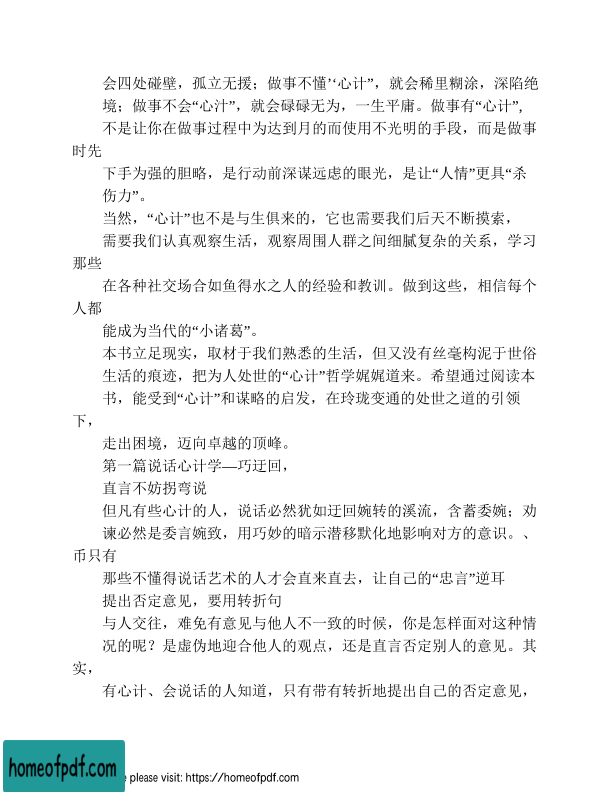 会四处碰壁，孤立无援；做事不懂’‘心计”，就会稀里糊涂，深陷绝
境；做事不会“心汁”，就会碌碌无为，一生平庸。做事有“心计”,
不是让你在做事过程中为达到月的而使用不光明的手段，而是做事
时先
下手为强的胆略，是行动前深谋远虑的眼光，是让“人情”更具“杀
伤力”。
当然，“心计”也不是与生俱来的，它也需要我们后天不断摸索，
需要我们认真观察生活，观察周围人群之间细腻复杂的关系，学习
那些
在各种社交场合如鱼得水之人的经验和教训。做到这些，相信每个
人都
能成为当代的“小诸葛”。
本书立足现实，取材于我们熟悉的生活，但又没有丝毫构泥于世俗
生活的痕迹，把为人处世的“心计”哲学娓娓道来。希望通过阅读本
书，能受到“心计”和谋略的启发，在玲珑变通的处世之道的引领
下，
走出困境，迈向卓越的顶峰。
第一篇说话心计学—巧迂回，
直言不妨拐弯说
但凡有些心计的人，说话必然犹如迂回婉转的溪流，含蓄委婉；劝
谏必然是委言婉致，用巧妙的暗示潜移默化地影响对方的意识。、
币只有
那些不懂得说话艺术的人才会直来直去，让自己的“忠言”逆耳
提出否定意见，要用转折句
与人交往，难免有意见与他人不一致的时候，你是怎样面对这种情
况的呢？是虚伪地迎合他人的观点，还是直言否定别人的意见。其
实，
有心计、会说话的人知道，只有带有转折地提出自己的否定意见，
homeofpdf.com
e please visit: https://homeofpdf.com